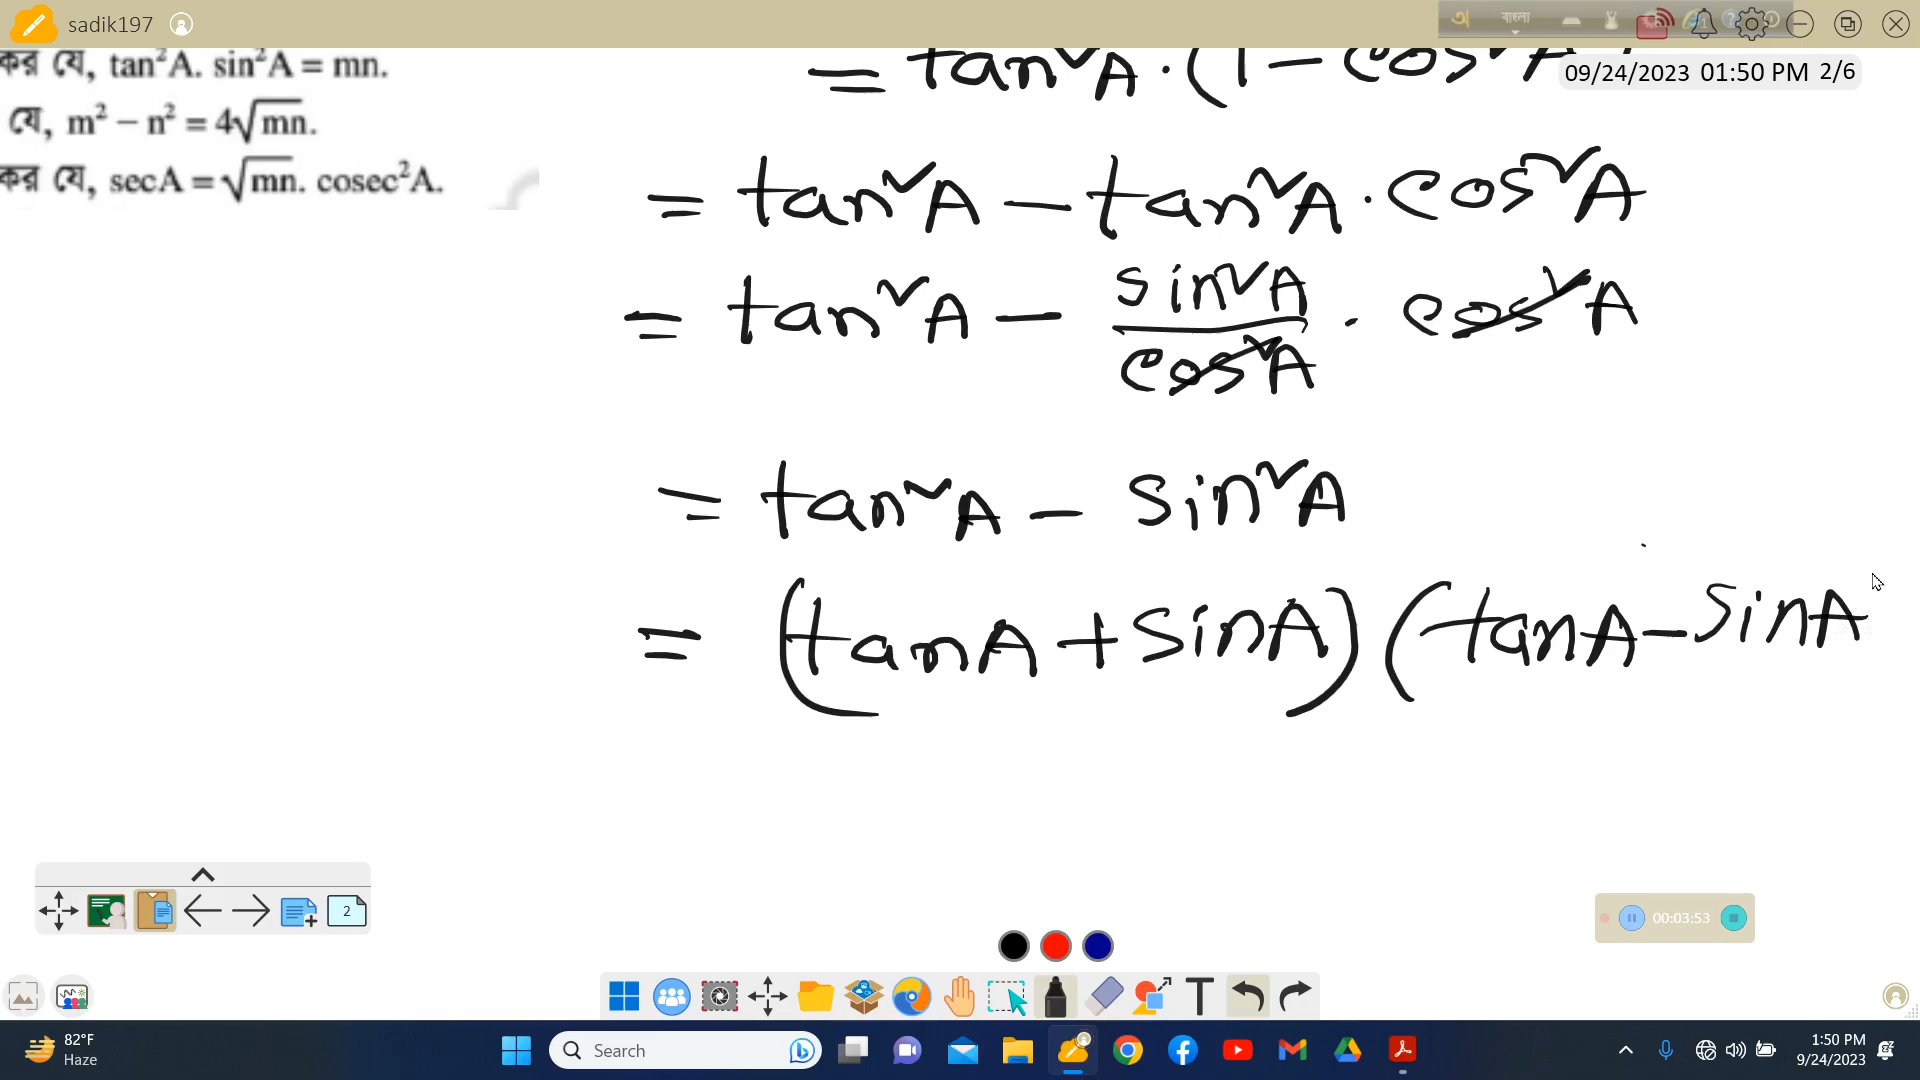 sadik197
বাংলা
09/24/2023 01:50 PM 2/6
কর যে, tan²A. sin²A = mn.
যে, m² − n² = 4√mn.
কর যে, secA = √mn. cosec²A.
= tan²A . (1 − cos²A
= tan²A − tan²A . cos²A
= tan²A − sin²A/cos²A . cos²A
= tan²A − sin²A
= (tanA + sinA) (tanA − sinA
2
00:03:53
T
82°F
Haze
Search
1:50 PM
9/24/2023